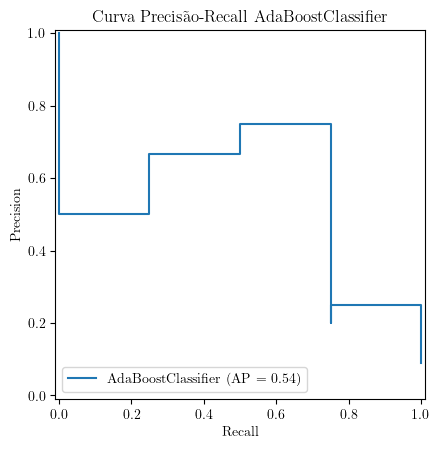 Curva Precisão-Recall AdaBoostClassifier
1.0
0.8
0.6
0.4
0.2
0.0
Precision
AdaBoostClassifier (AP = 0.54)
0.0 0.2 0.4 0.6 0.8 1.0
Recall